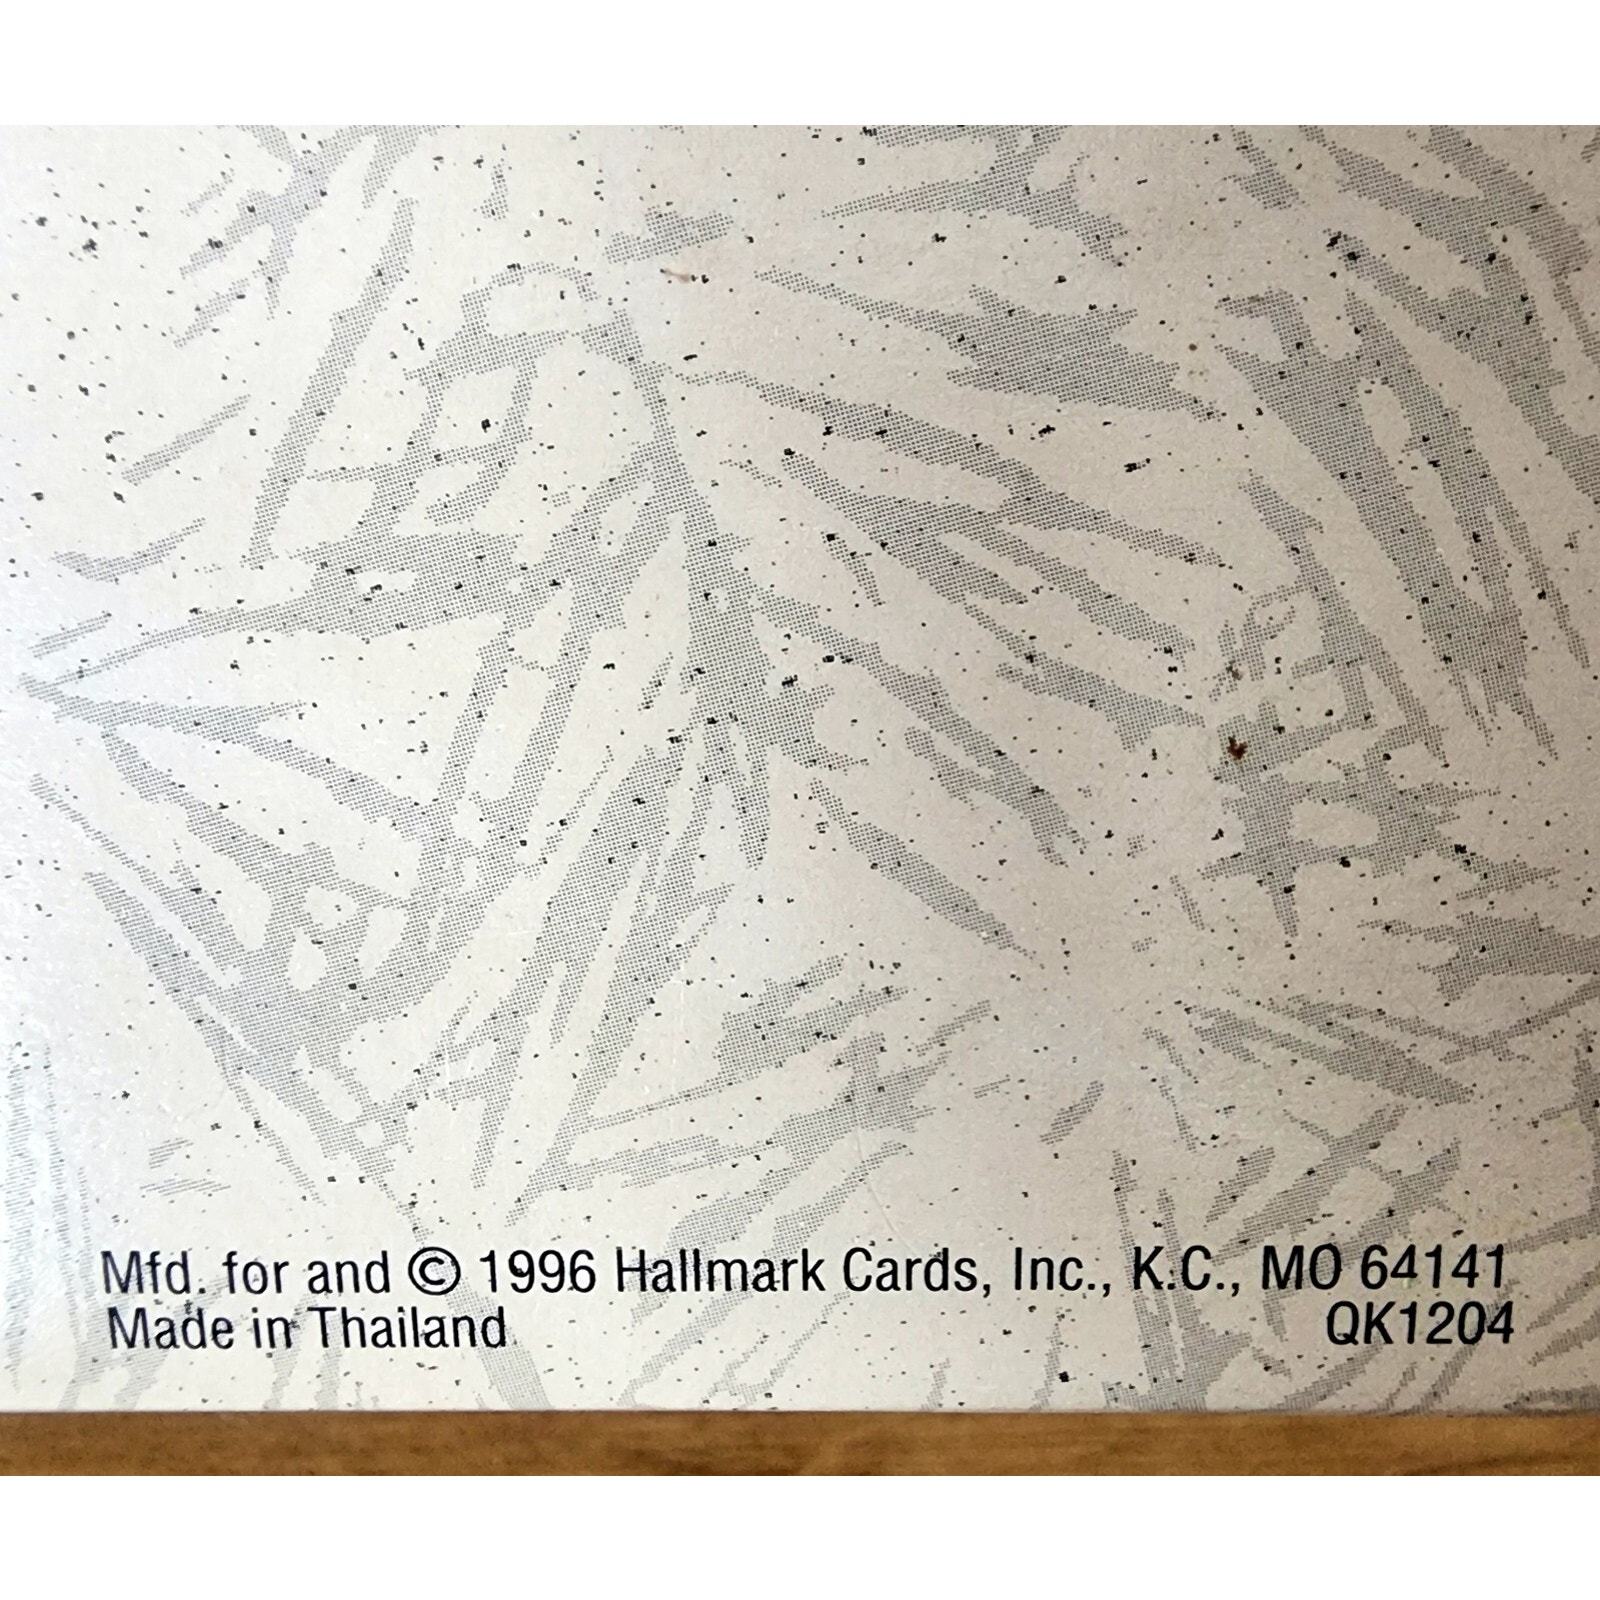 Mfd. for and © 1996 Hallmark Cards, Inc., K.C., MO 64141
Made in Thailand QK1204